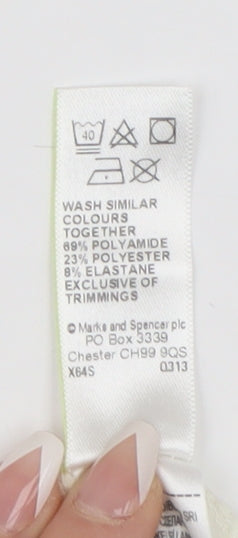 40
WASH SIMILAR
COLOURS
TOGETHER
69% POLYAMIDE
23% POLYESTER
8% ELASTANE
EXCLUSIVE OF
TRIMMINGS
© Marks and Spencer plc
PO Box 3339
Chester CH99 9QS
X64S 0313